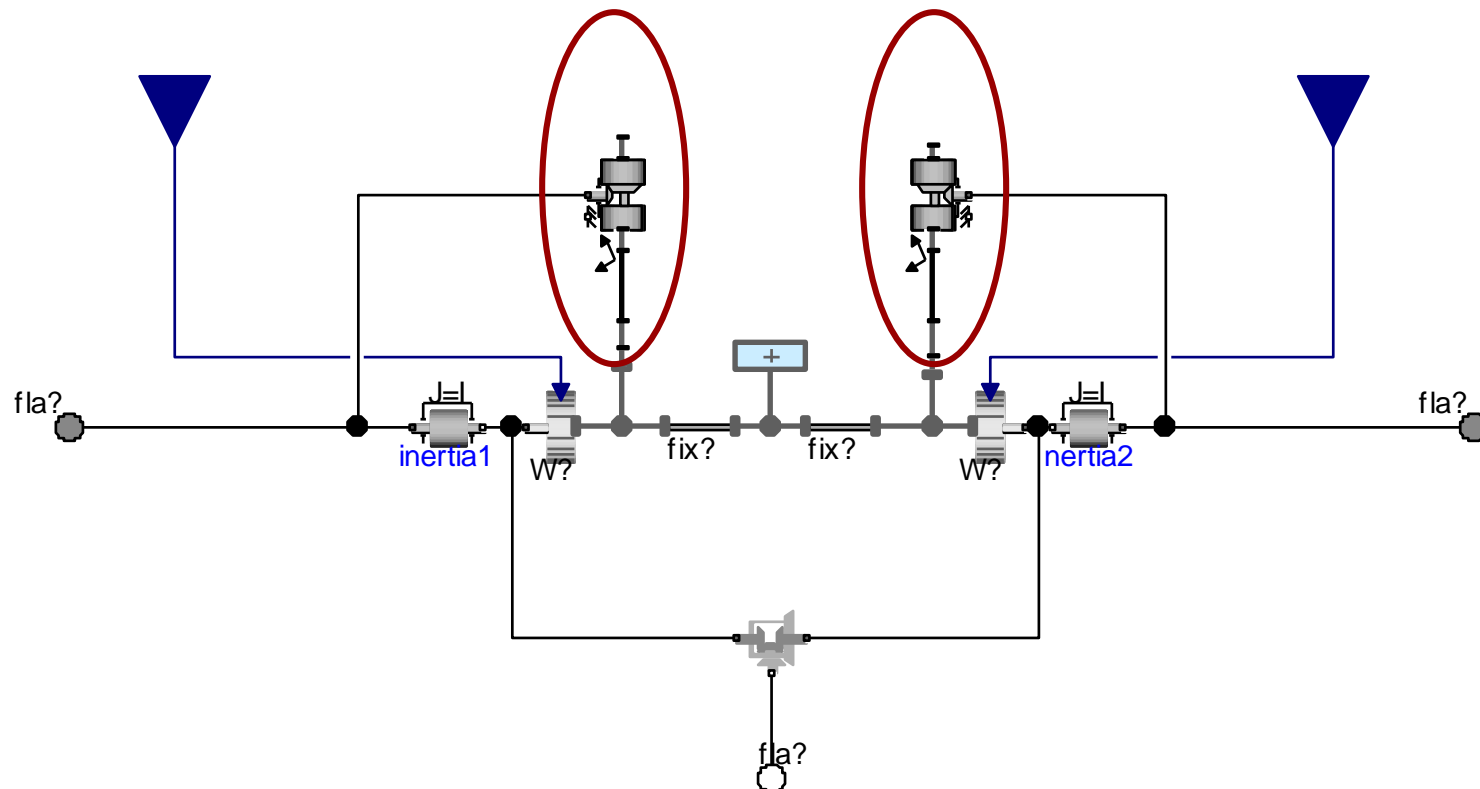 J=
J=
fla?
fla?
inertia1
W?
fix?
fix?
W?
nertia2
fla?